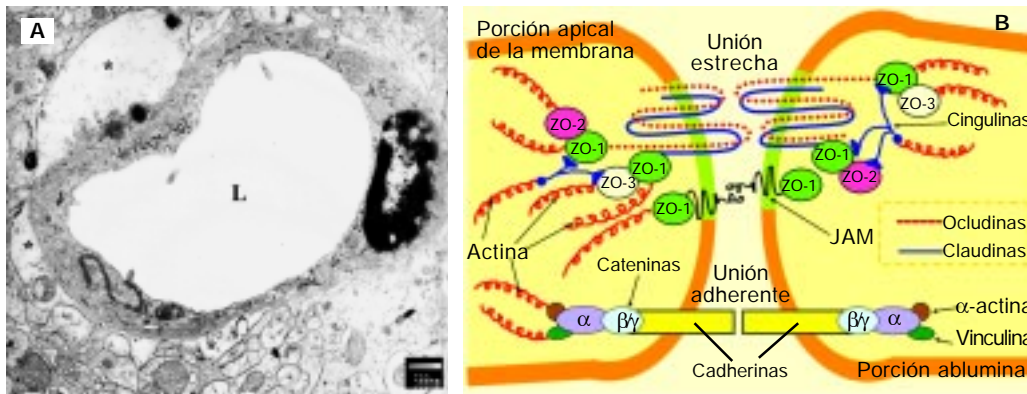 A
L
*
*
B
Porción apical
de la membrana
Unión
estrecha
ZO-1
ZO-3
Cingulinas
ZO-2
ZO-1
ZO-1
ZO-3
ZO-1
ZO-1
ZO-2
ZO-1
JAM
Ocludinas
Claudinas
Actina
Cateninas
Unión
adherente
α
β/γ
β/γ
α
α-actina
Vinculina
Cadherinas
Porción ablumina